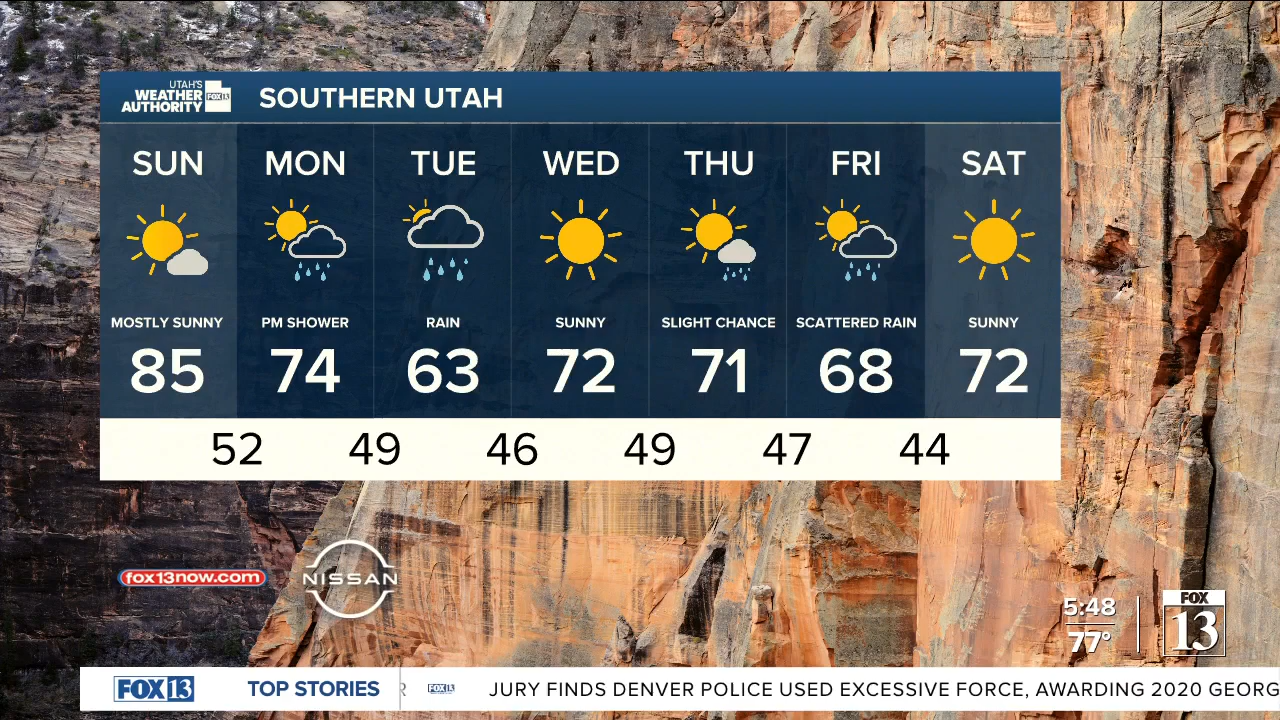 UTAH'S
WEATHER
AUTHORITY
FOX 13
SOUTHERN UTAH
SUN MON TUE WED THU FRI SAT
MOSTLY SUNNY PM SHOWER RAIN SUNNY SLIGHT CHANCE SCATTERED RAIN SUNNY
85 74 63 72 71 68 72
52 49 46 49 47 44
fox13now.com
NISSAN
5:48
77°
FOX
13
FOX 13 TOP STORIES FOX 13 JURY FINDS DENVER POLICE USED EXCESSIVE FORCE, AWARDING 2020 GEORG